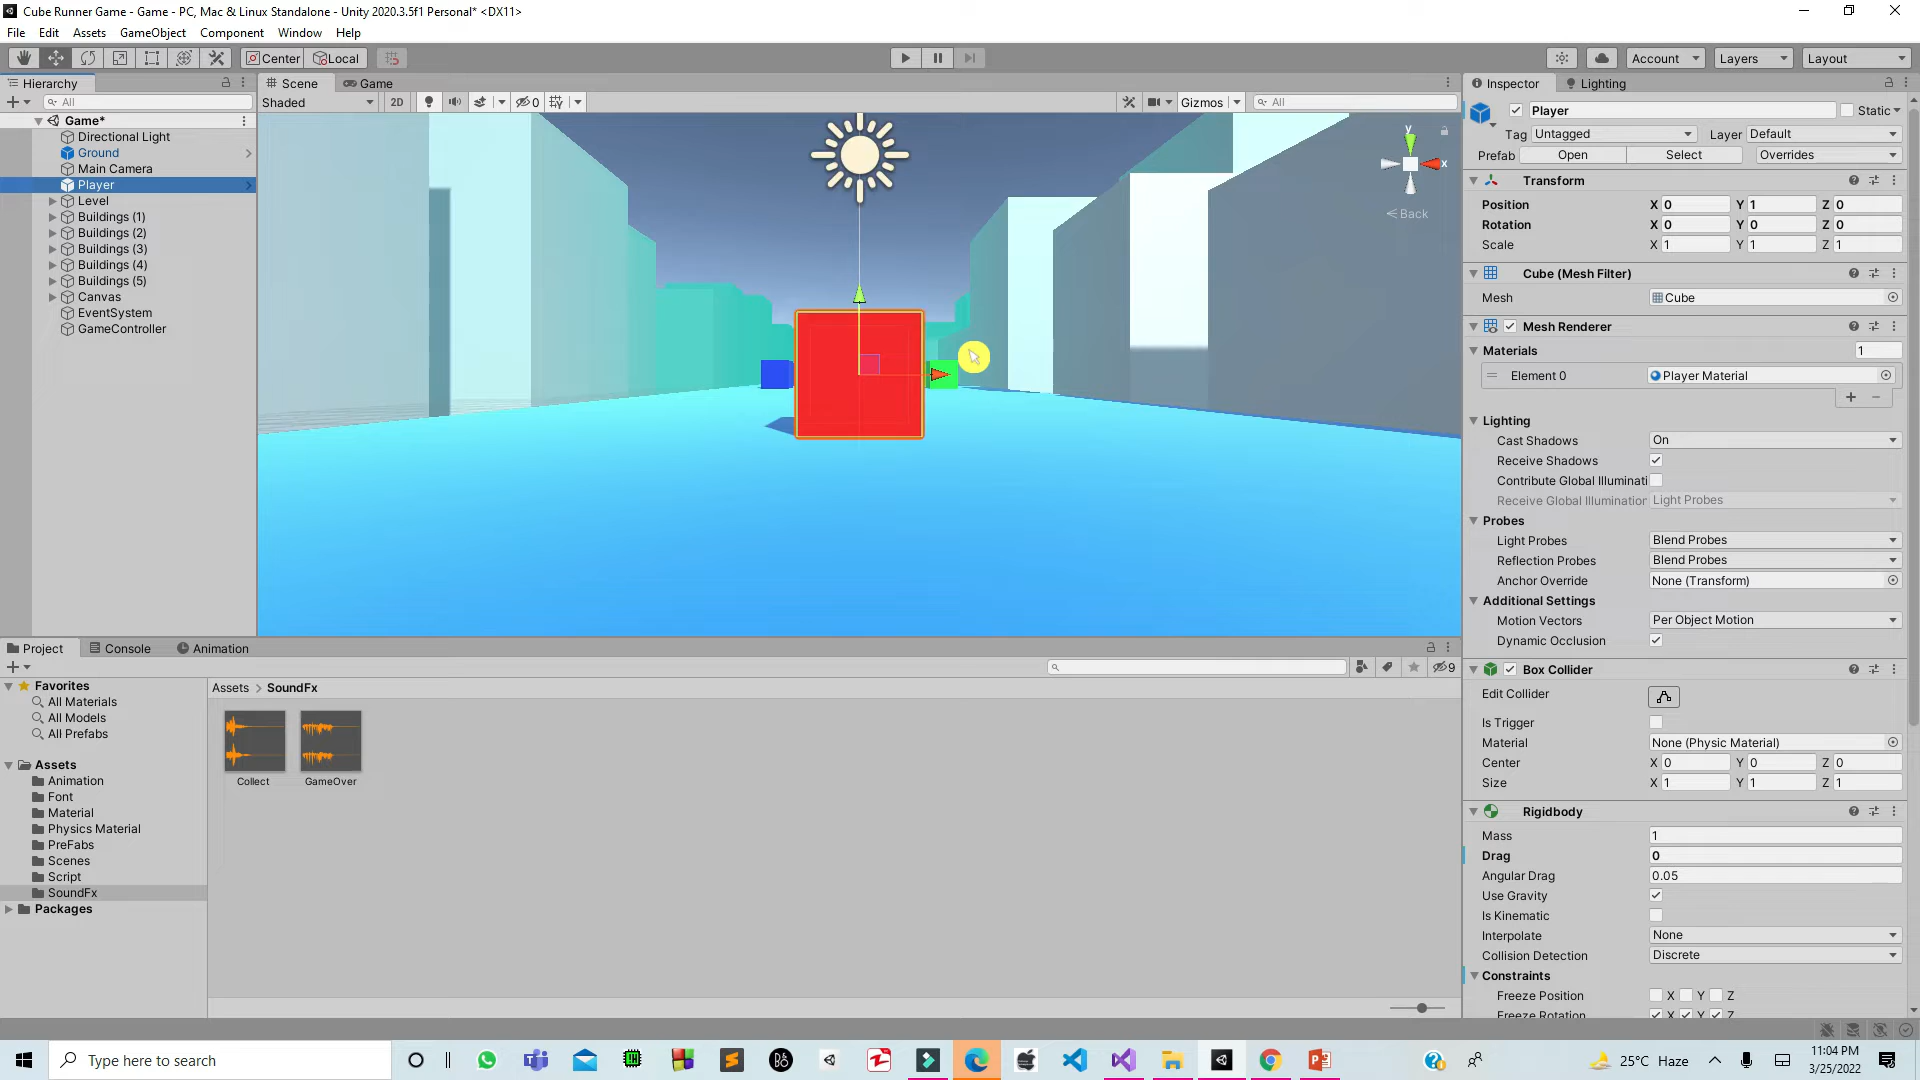 Cube Runner Game - Game - PC, Mac & Linux Standalone - Unity 2020.3.5f1 Personal* <DX11>
File Edit Assets GameObject Component Window Help
Center Local Account Layers Layout
Hierarchy
All
Game*
Directional Light
Ground
Main Camera
Player
Level
Buildings (1)
Buildings (2)
Buildings (3)
Buildings (4)
Buildings (5)
Canvas
EventSystem
GameController
Scene Game
Shaded 2D 0 Gizmos All
y
x
Back
Project Console Animation
9
Favorites
All Materials
All Models
All Prefabs
Assets
Animation
Font
Material
Physics Material
PreFabs
Scenes
Script
SoundFx
Packages
Assets > SoundFx
Collect GameOver
Inspector Lighting
Player Static
Tag Untagged Layer Default
Prefab Open Select Overrides
Transform
Position X 0 Y 1 Z 0
Rotation X 0 Y 0 Z 0
Scale X 1 Y 1 Z 1
Cube (Mesh Filter)
Mesh Cube
Mesh Renderer
Materials 1
Element 0 Player Material
Lighting
Cast Shadows On
Receive Shadows
Contribute Global Illuminati
Receive Global Illumination Light Probes
Probes
Light Probes Blend Probes
Reflection Probes Blend Probes
Anchor Override None (Transform)
Additional Settings
Motion Vectors Per Object Motion
Dynamic Occlusion
Box Collider
Edit Collider
Is Trigger
Material None (Physic Material)
Center X 0 Y 0 Z 0
Size X 1 Y 1 Z 1
Rigidbody
Mass 1
Drag 0
Angular Drag 0.05
Use Gravity
Is Kinematic
Interpolate None
Collision Detection Discrete
Constraints
Freeze Position X Y Z
Freeze Rotation X Y Z
Type here to search
25°C Haze
11:04 PM
3/25/2022